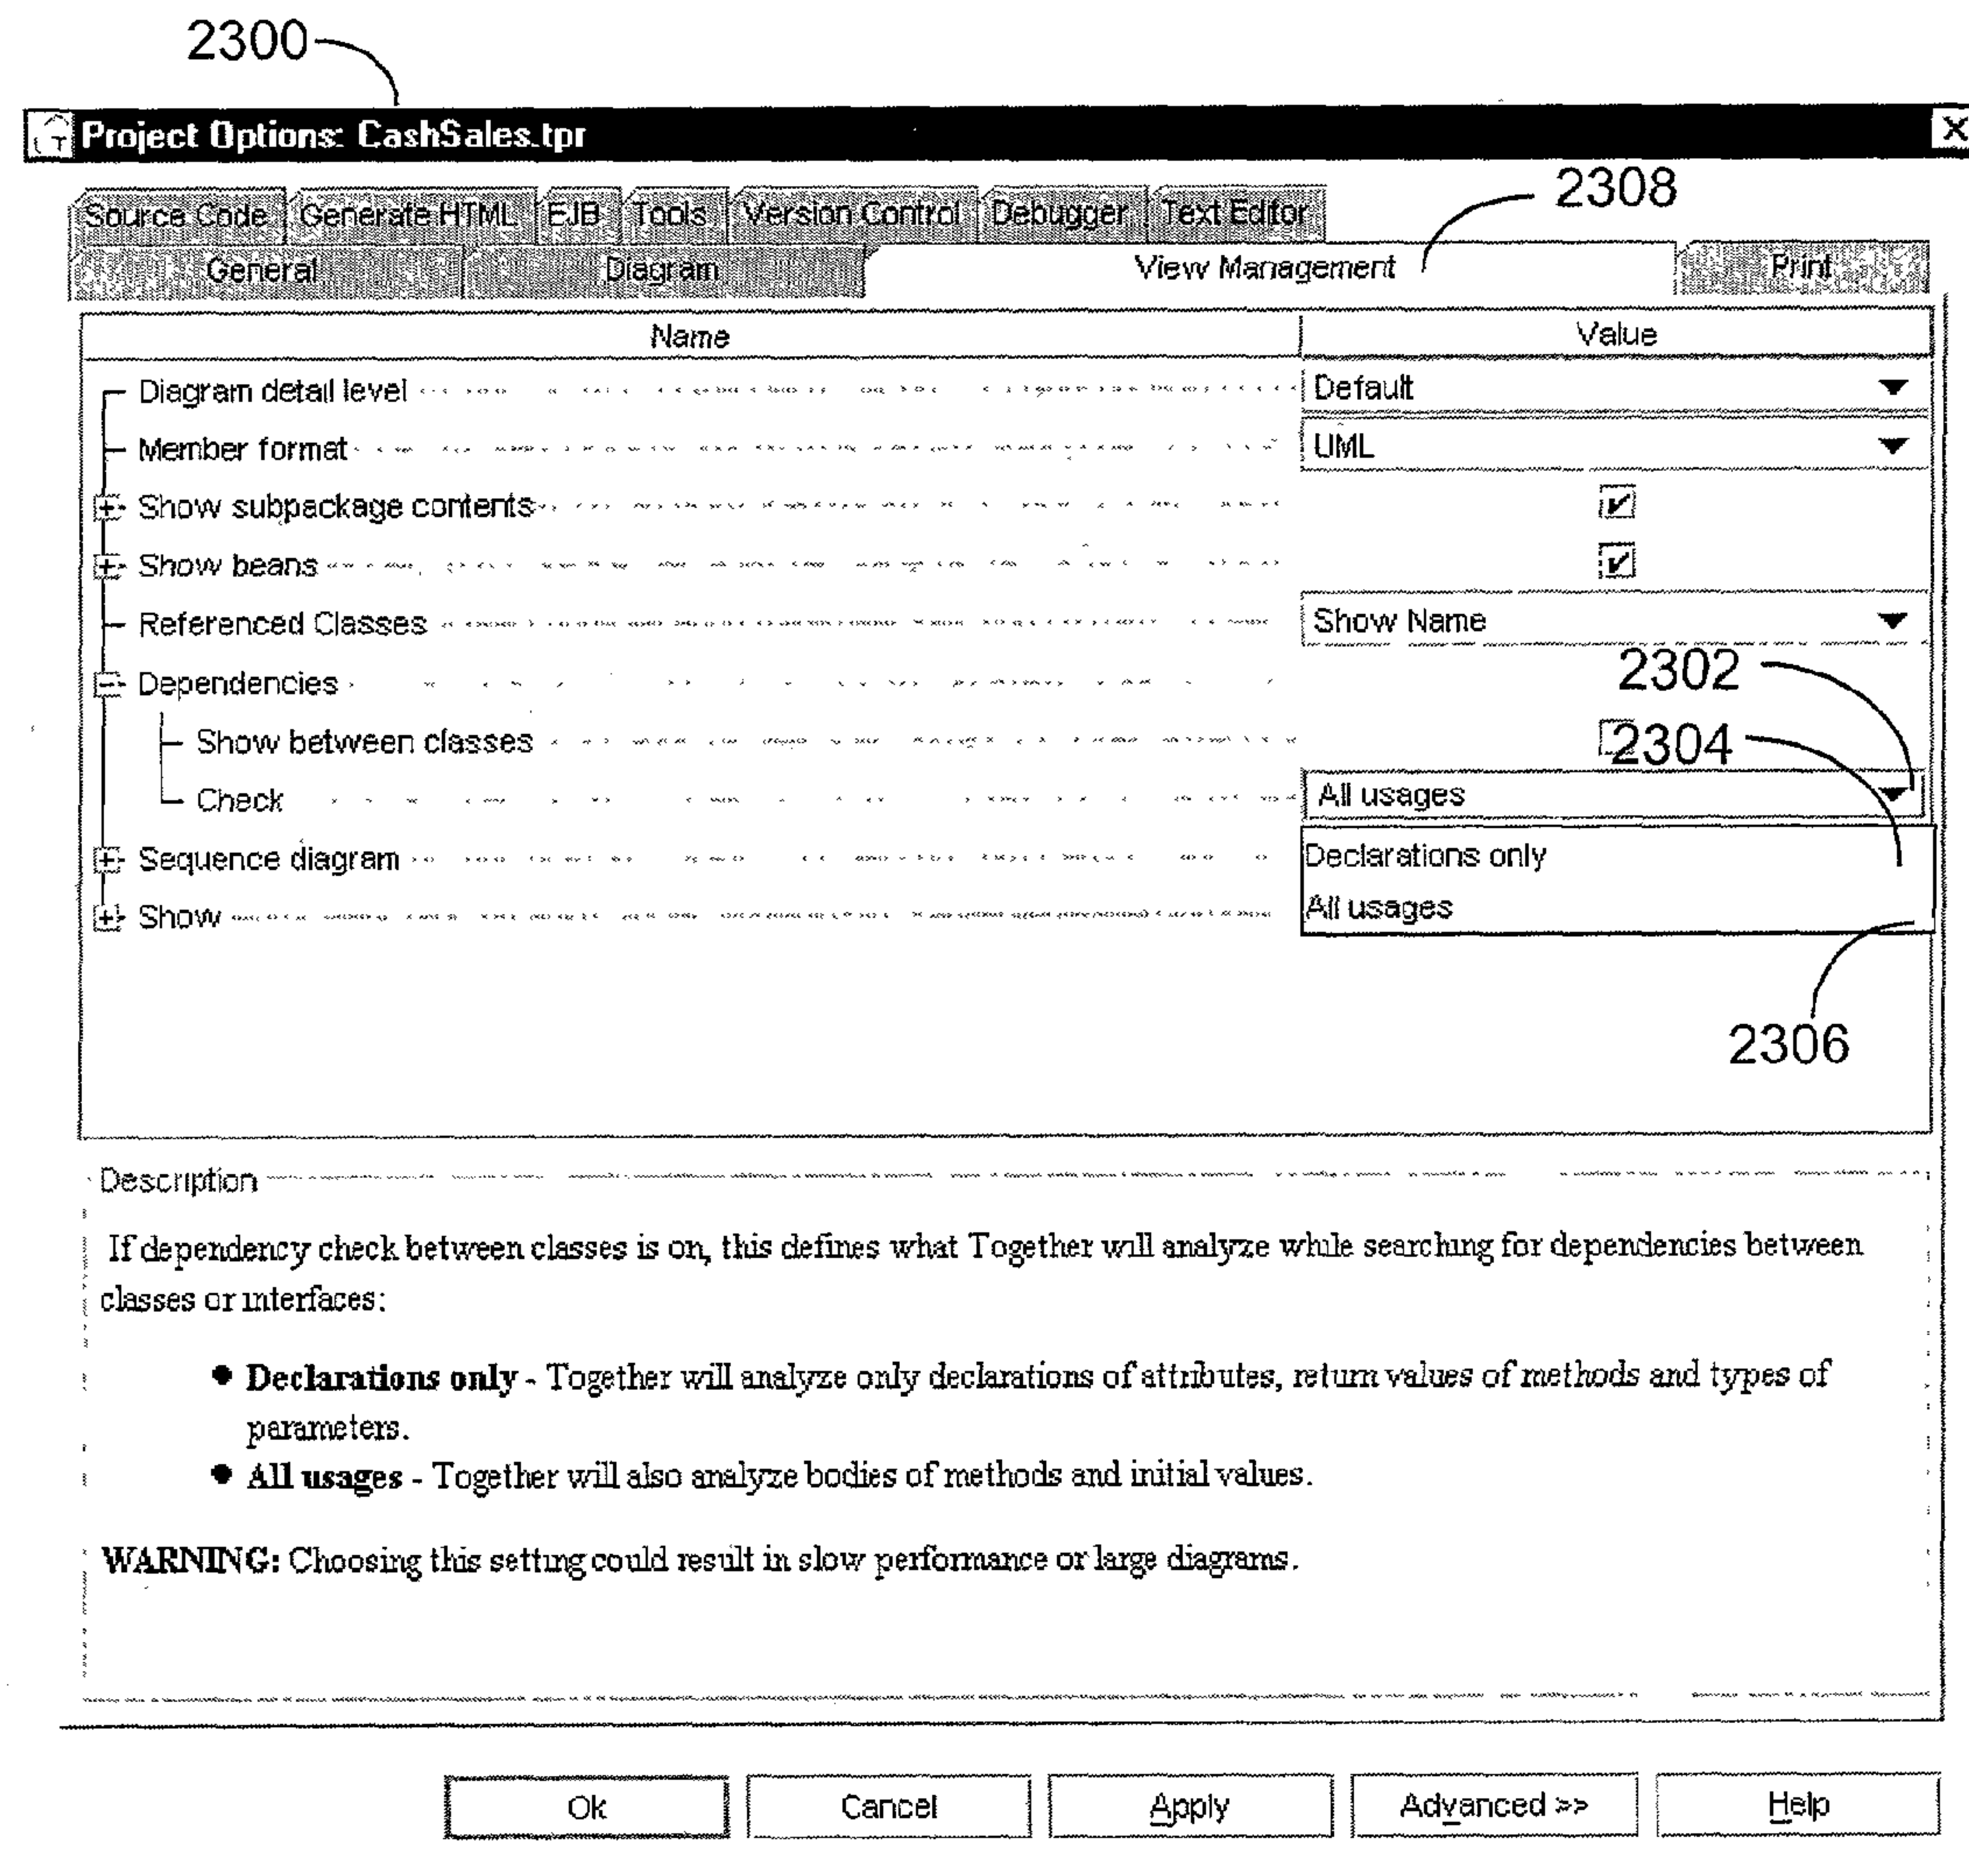 2300
Project Options: CashSales.tpr
2308
Source Code Generate HTML EJB Tools Version Control Debugger Text Editor
General Diagram View Management Print
Name Value
Diagram detail level Default
Member format UML
Show subpackage contents
Show beans
Referenced Classes Show Name
2302
Dependencies
Show between classes 2304
Check All usages
Declarations only
Sequence diagram
All usages
Show
2306
Description
If dependency check between classes is on, this defines what Together will analyze while searching for dependencies between
classes or interfaces:
● Declarations only - Together will analyze only declarations of attributes, return values of methods and types of
parameters.
● All usages - Together will also analyze bodies of methods and initial values.
WARNING: Choosing this setting could result in slow performance or large diagrams.
Ok Cancel Apply Advanced >> Help